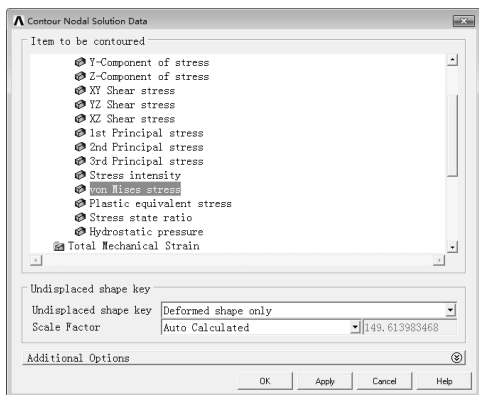 Contour Nodal Solution Data
Item to be contoured
Y-Component of stress
Z-Component of stress
XY Shear stress
YZ Shear stress
XZ Shear stress
1st Principal stress
2nd Principal stress
3rd Principal stress
Stress intensity
von Mises stress
Plastic equivalent stress
Stress state ratio
Hydrostatic pressure
Total Mechanical Strain
Undisplaced shape key
Undisplaced shape key Deformed shape only
Scale Factor Auto Calculated 149.613983468
Additional Options
OK Apply Cancel Help